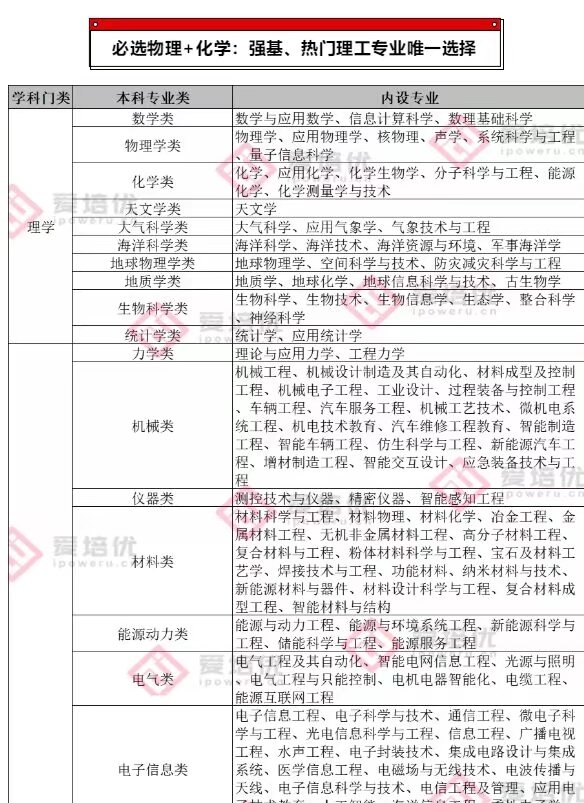 必选物理+化学：强基、热门理工专业唯一选择
学科门类 本科专业类 内设专业
数学类 数学与应用数学、信息计算科学、数理基础科学
物理学类 物理学、应用物理学、核物理、声学、系统科学与工程
、量子信息科学
化学类 化学、应用化学、化学生物学、分子科学与工程、能源
化学、化学测量学与技术
天文学类 天文学
理学
大气科学类 大气科学、应用气象学、气象技术与工程
海洋科学类 海洋科学、海洋技术、海洋资源与环境、军事海洋学
地球物理学类 地球物理学、空间科学与技术、防灾减灾科学与工程
地质学类 地质学、地球化学、地球信息科学与技术、古生物学
生物科学类 生物科学、生物技术、生物信息学、生态学、整合科学
、神经科学
统计学类 统计学、应用统计学
力学类 理论与应用力学、工程力学
机械类 机械工程、机械设计制造及其自动化、材料成型及控制
工程、机械电子工程、工业设计、过程装备与控制工程
、车辆工程、汽车服务工程、机械工艺技术、微机电系
统工程、机电技术教育、汽车维修工程教育、智能制造
工程、智能车辆工程、仿生科学与工程、新能源汽车工
程、增材制造工程、智能交互设计、应急装备技术与工
程
仪器类 测控技术与仪器、精密仪器、智能感知工程
材料类 材料科学与工程、材料物理、材料化学、冶金工程、金
属材料工程、无机非金属材料工程、高分子材料工程、
复合材料与工程、粉体材料科学与工程、宝石及材料工
艺学、焊接技术与工程、功能材料、纳米材料与技术、
新能源材料与器件、材料设计科学与工程、复合材料成
型工程、智能材料与结构
能源动力类 能源与动力工程、能源与环境系统工程、新能源科学与
工程、储能科学与工程、能源服务工程
电气类 电气工程及其自动化、智能电网信息工程、光源与照明
、电气工程与只能控制、电机电器智能化、电缆工程、
能源互联网工程
电子信息类 电子信息工程、电子科学与技术、通信工程、微电子科
学与工程、光电信息科学与工程、信息工程、广播电视
工程、水声工程、电子封装技术、集成电路设计与集成
系统、医学信息工程、电磁场与无线技术、电波传播与
天线、电子信息科学与技术、电信工程及管理、应用电
爱培优
ipoweru.cn